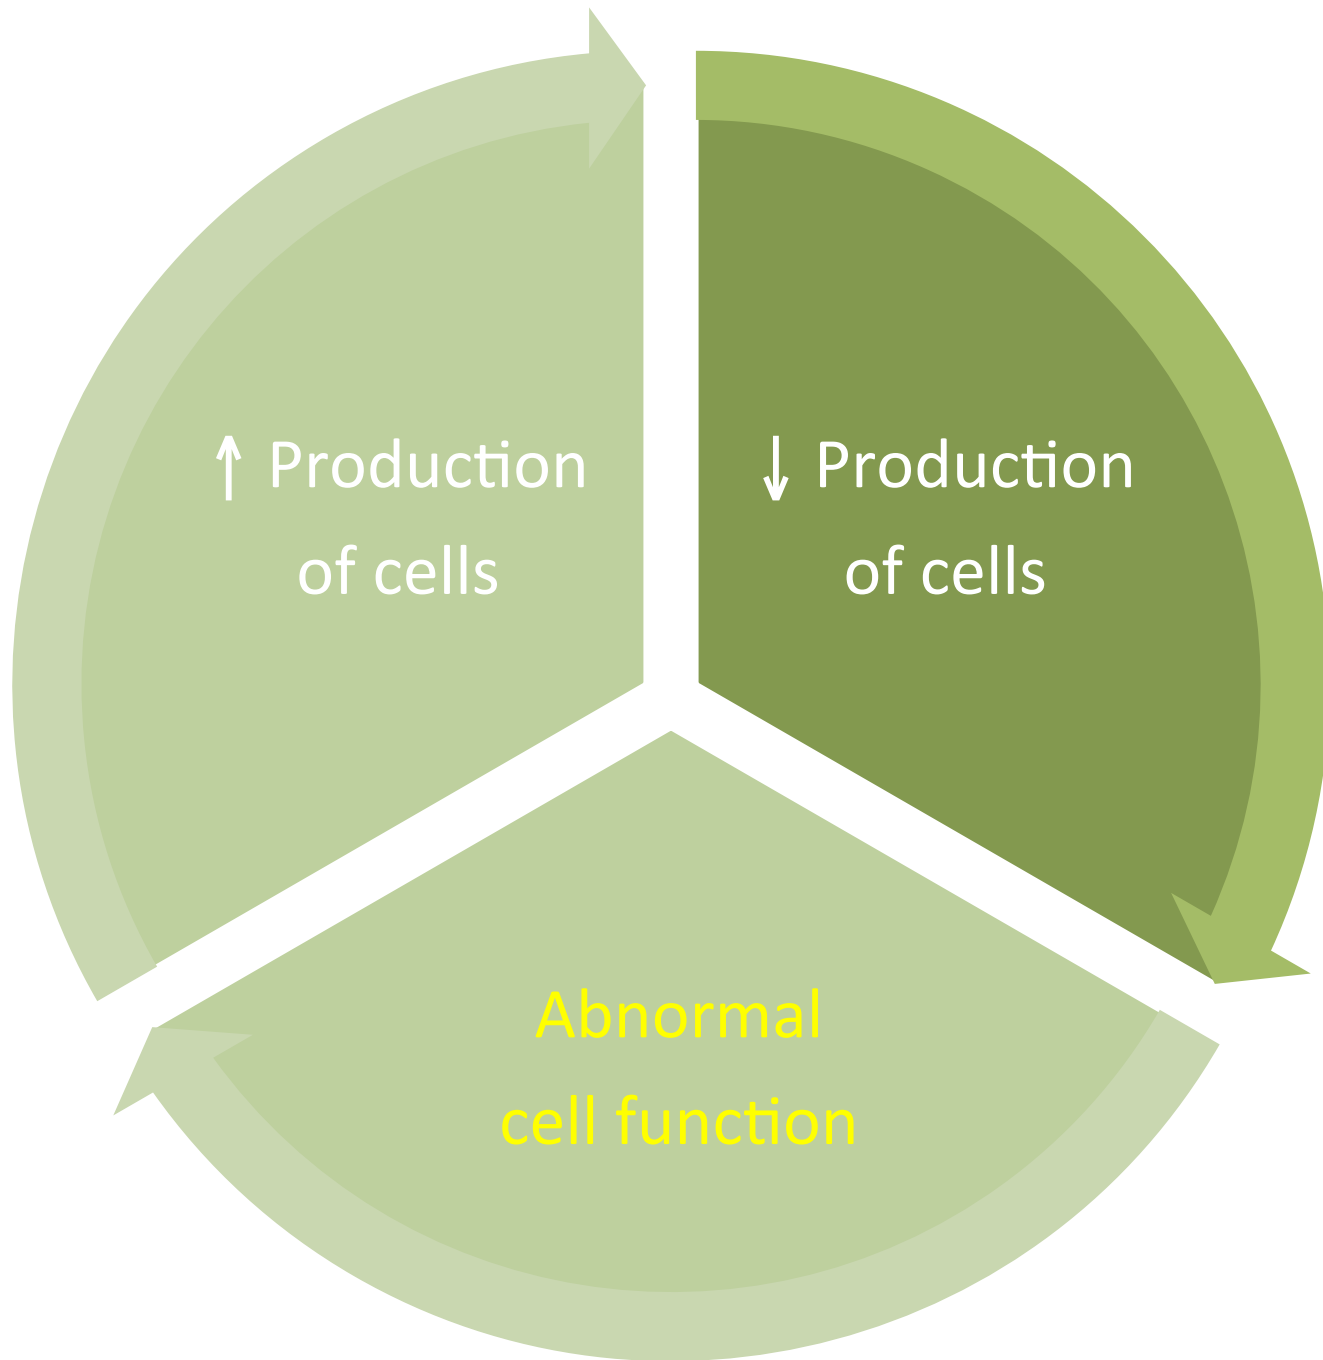 ↑ Production
of cells
↓ Production
of cells
Abnormal
cell function